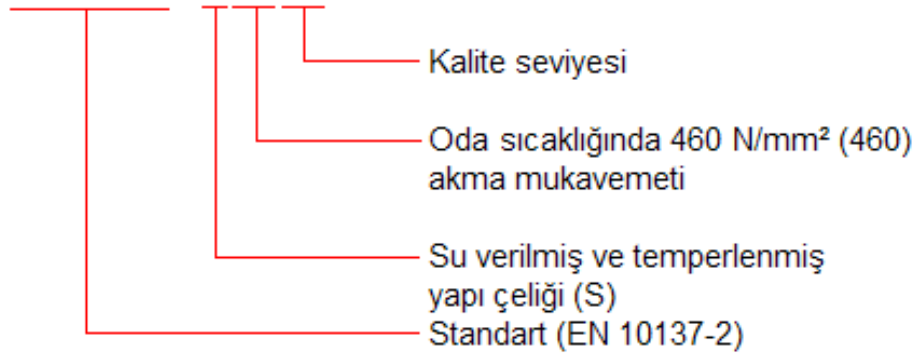 Kalite seviyesi
Oda sıcaklığında 460 N/mm² (460)
akma mukavemeti
Su verilmiş ve temperlenmiş
yapı çeliği (S)
Standart (EN 10137-2)